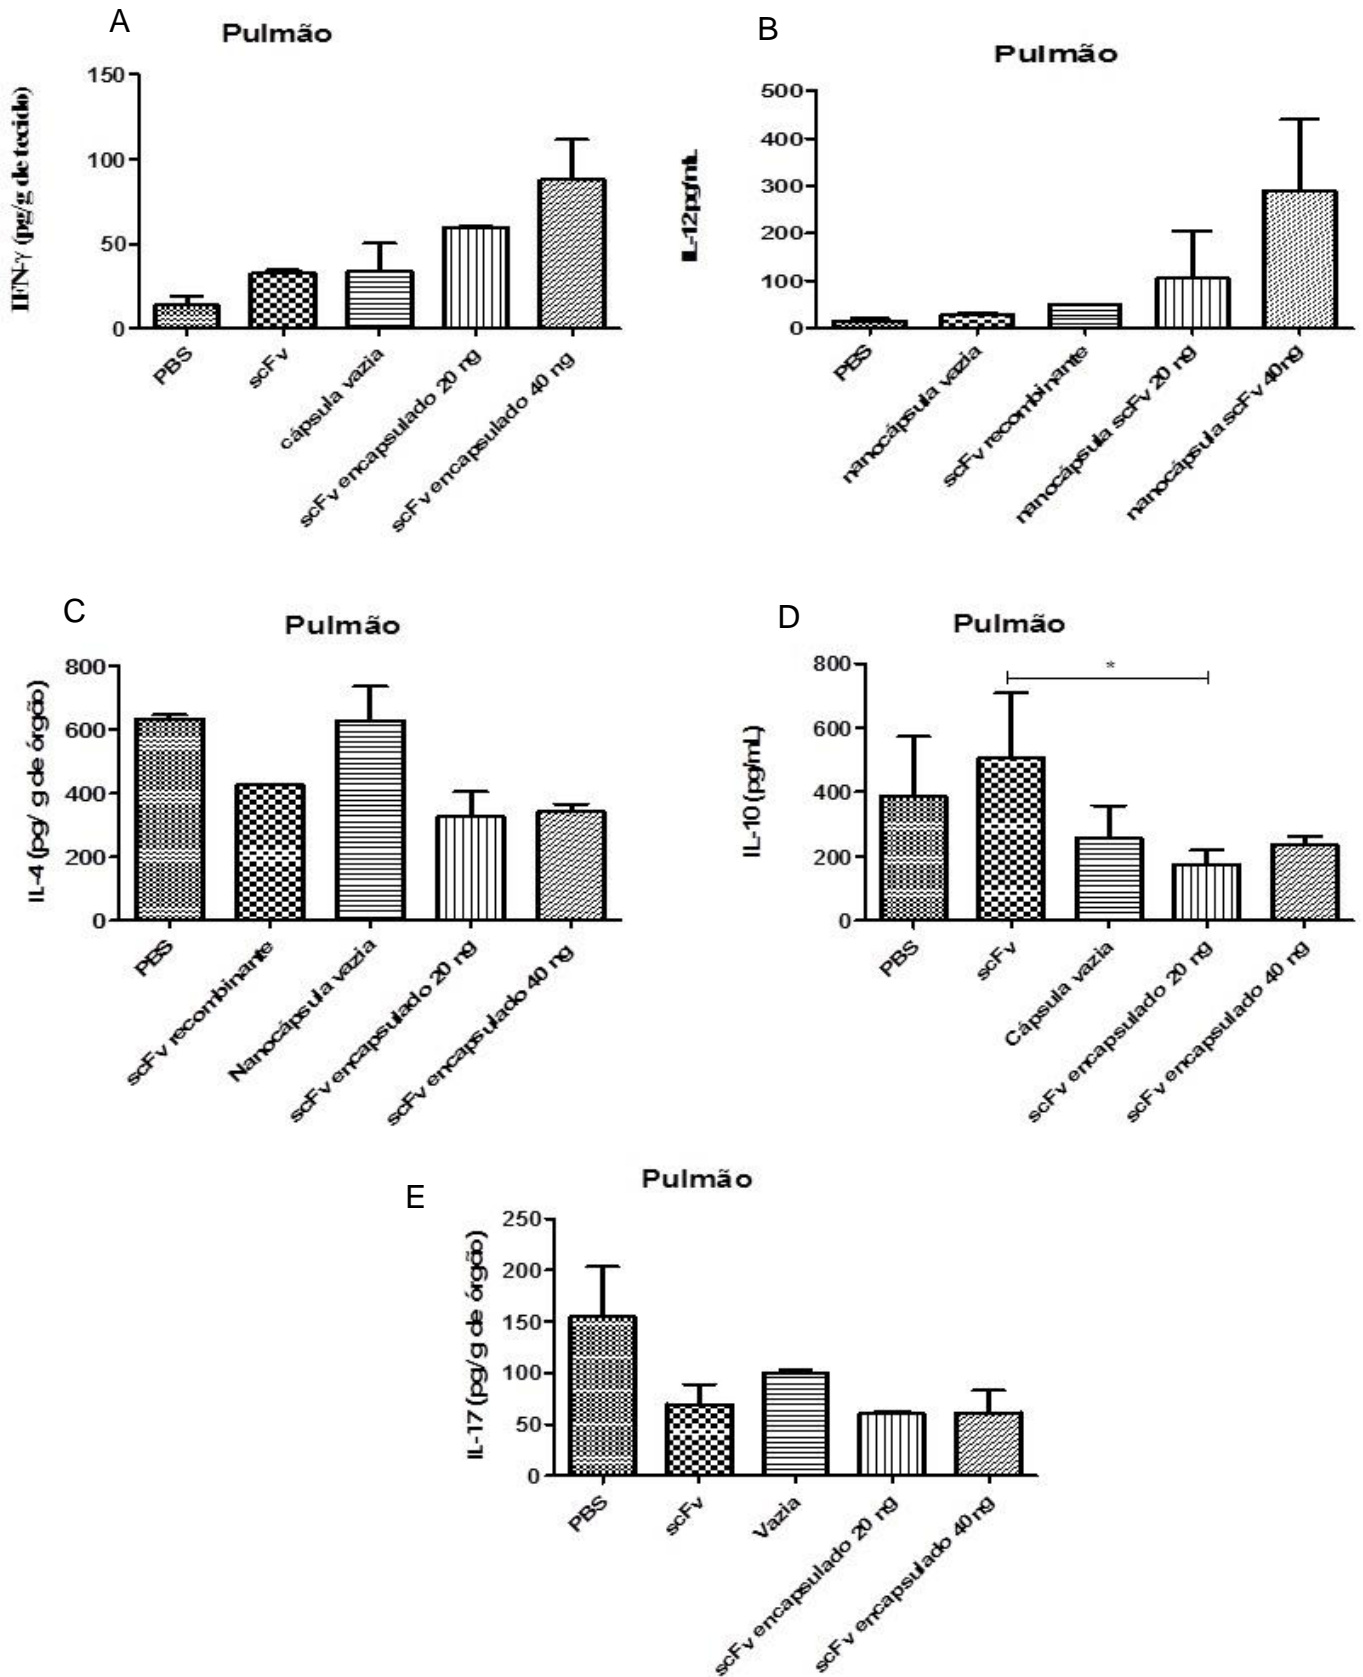 A
Pulmão
IFN-γ (pg/g de tecido)
150
100
50
0
PBS
scFv
cápsula vazia
scFv encapsulado 20 ng
scFv encapsulado 40 ng
B
Pulmão
IL-12pg/mL
500
400
300
200
100
0
PBS
nanocápsula vazia
scFv recombinante
nanocápsula scFv 20 ng
nanocápsula scFv 40ng
C
Pulmão
IL-4 (pg/ g de órgão)
800
600
400
200
0
PBS
scFv recombinante
Nanocápsula vazia
scFv encapsulado 20 ng
scFv encapsulado 40 ng
D
Pulmão
IL-10 (pg/mL)
800
600
400
200
0
*
PBS
scFv
Cápsula vazia
scFv encapsulado 20 ng
scFv encapsulado 40 ng
E
Pulmão
IL-17 (pg/g de órgão)
250
200
150
100
50
0
PBS
scFv
Vazia
scFv encapsulado 20 ng
scFv encapsulado 40ng